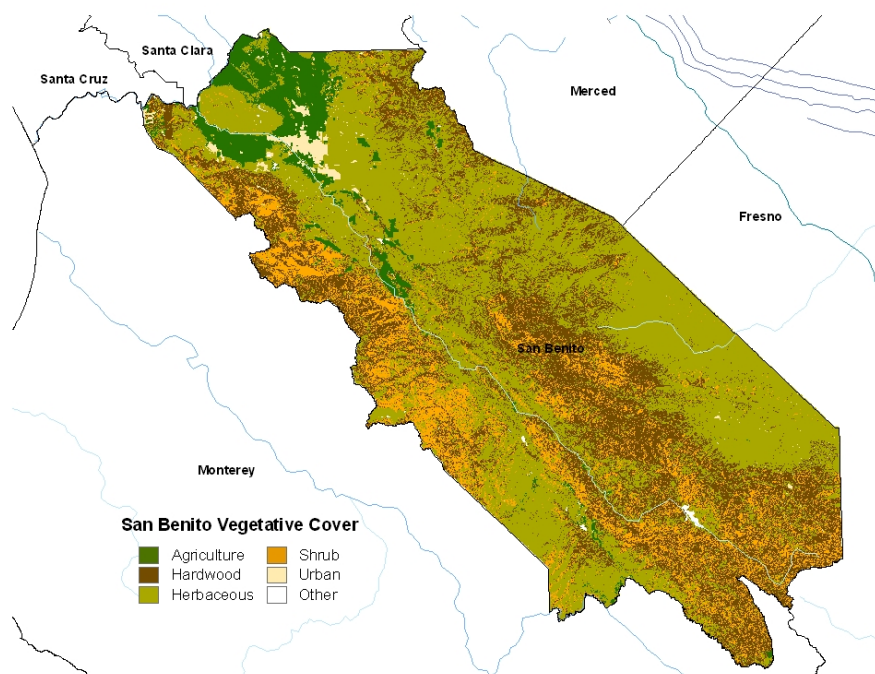 Santa Clara
Santa Cruz
Merced
Fresno
San Benito
Monterey
San Benito Vegetative Cover
Agriculture
Shrub
Hardwood
Urban
Herbaceous
Other